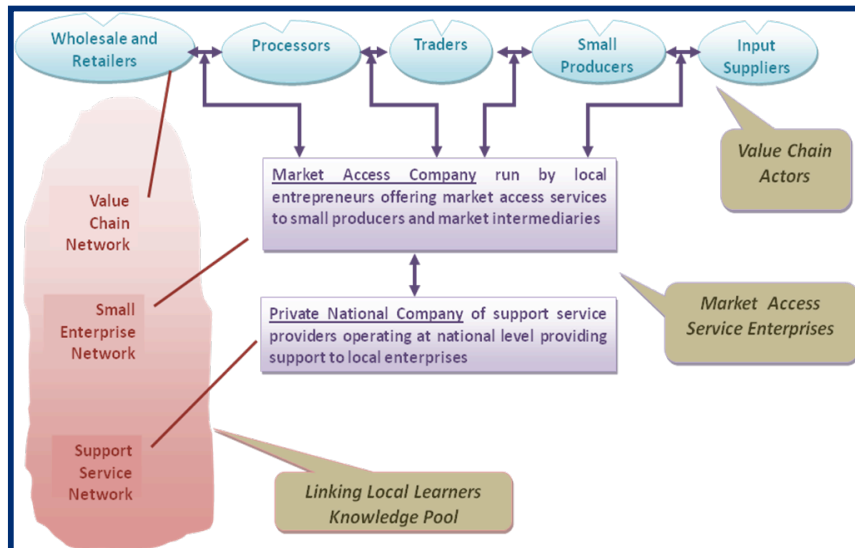 Wholesale and
Retailers
Processors
Traders
Small
Producers
Input
Suppliers
Value Chain
Actors
Market Access Company run by local
entrepreneurs offering market access services
to small producers and market intermediaries
Value
Chain
Network
Market Access
Service Enterprises
Small
Enterprise
Network
Private National Company of support service
providers operating at national level providing
support to local enterprises
Support
Service
Network
Linking Local Learners
Knowledge Pool